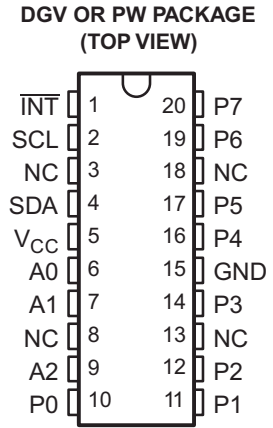 DGV OR PW PACKAGE
(TOP VIEW)
INT 1 20 P7
SCL 2 19 P6
NC 3 18 NC
SDA 4 17 P5
VCC 5 16 P4
A0 6 15 GND
A1 7 14 P3
NC 8 13 NC
A2 9 12 P2
P0 10 11 P1